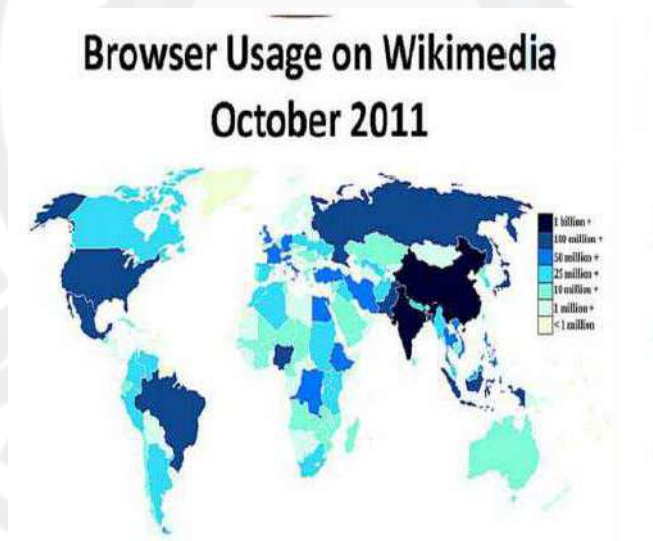 Browser Usage on Wikimedia
October 2011
1 billion +
100 million +
50 million +
25 million +
10 million +
1 million +
< 1 million